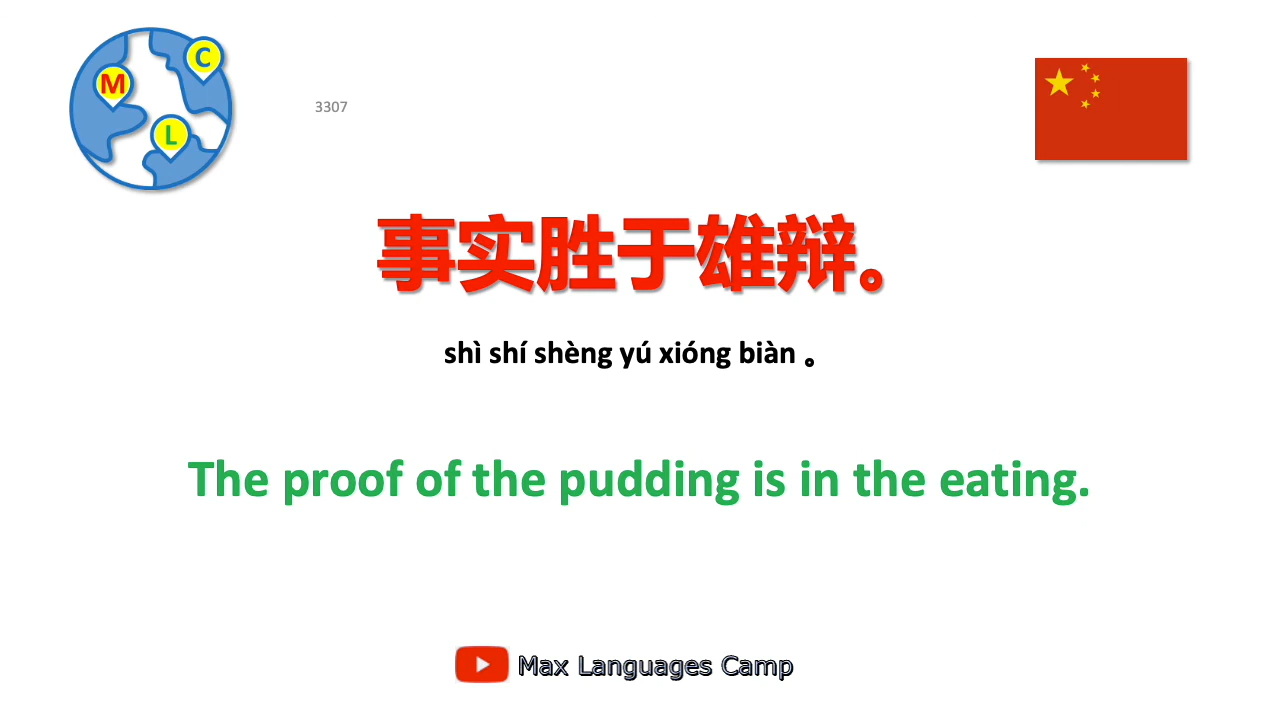 M
C
L
3307
事实胜于雄辩。
shì shí shèng yú xióng biàn 。
The proof of the pudding is in the eating.
Max Languages Camp